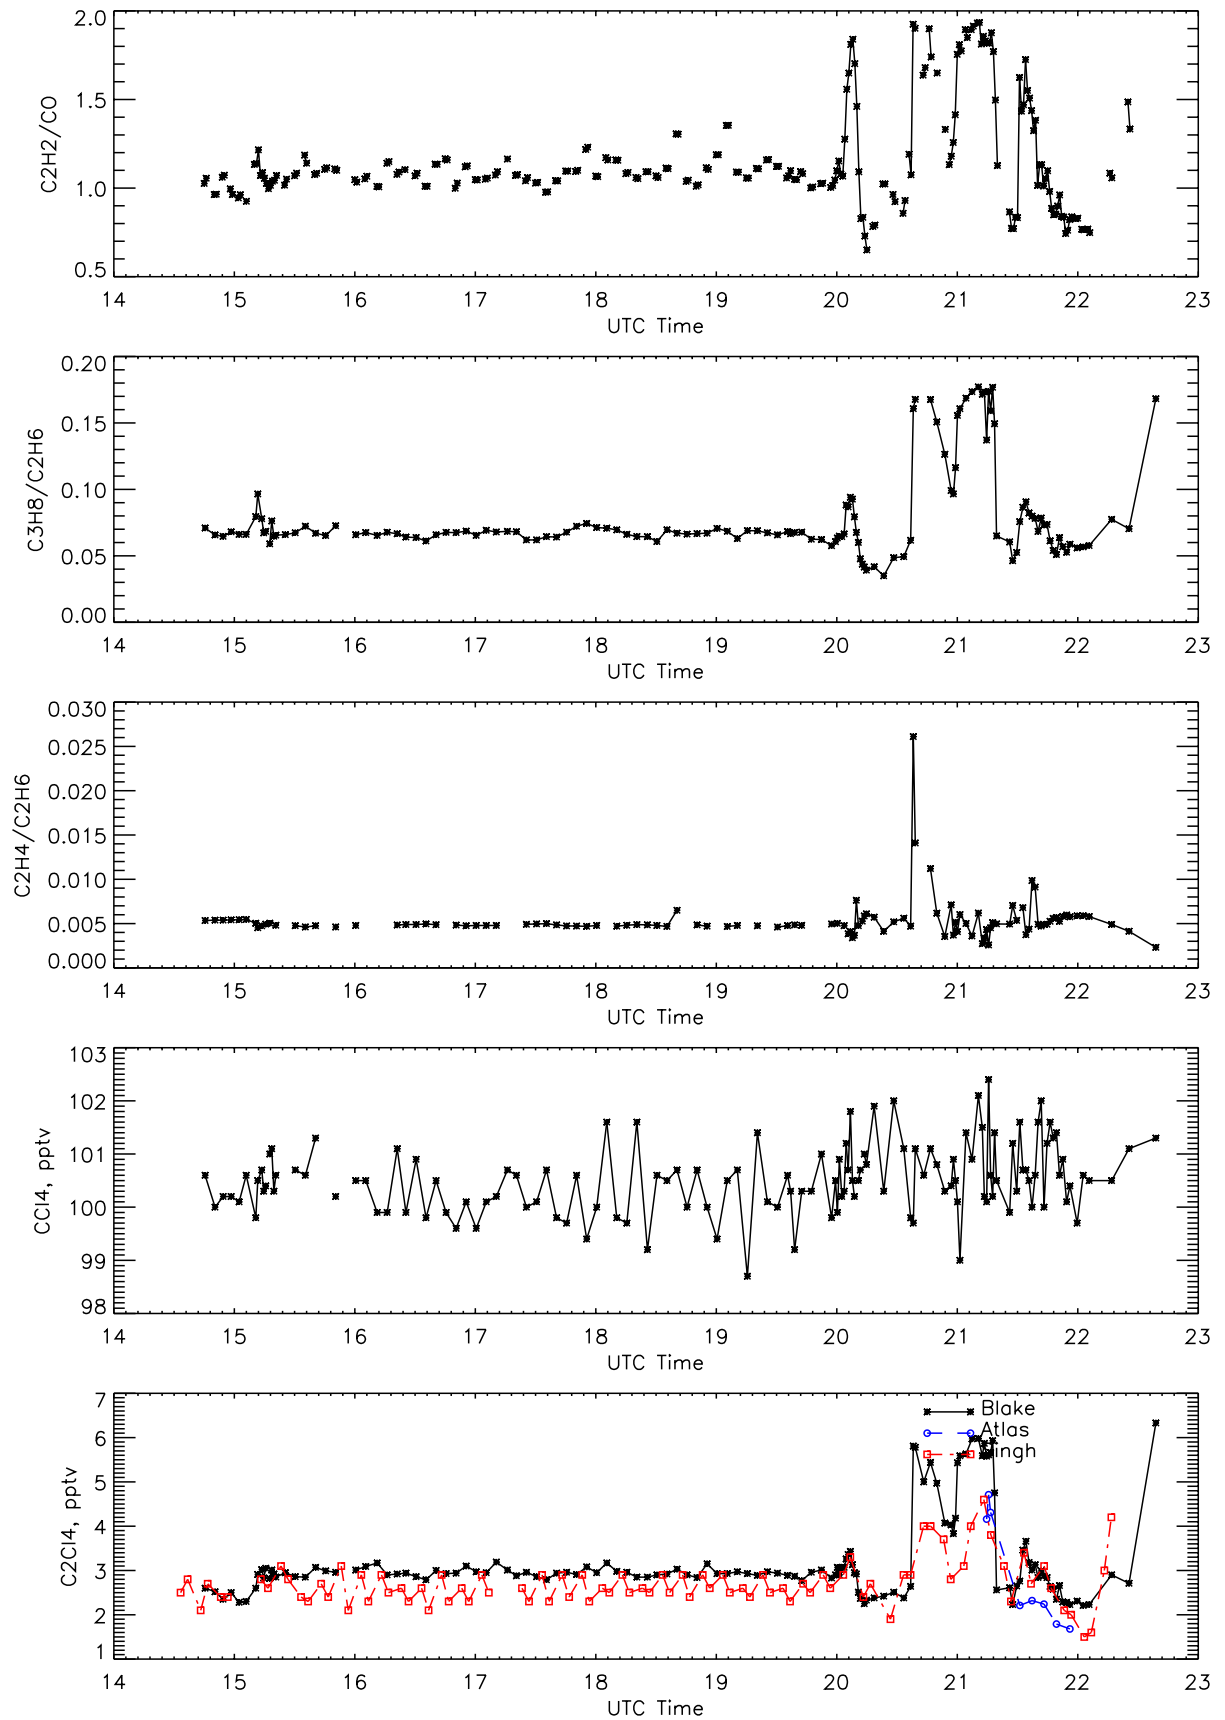 2.0
1.5
1.0
0.5
C2H2/CO
14 15 16 17 18 19 20 21 22 23
UTC Time
0.20
0.15
0.10
0.05
0.00
C3H8/C2H6
14 15 16 17 18 19 20 21 22 23
UTC Time
0.030
0.025
0.020
0.015
0.010
0.005
0.000
C2H4/C2H6
14 15 16 17 18 19 20 21 22 23
UTC Time
103
102
101
100
99
98
CCl4, pptv
14 15 16 17 18 19 20 21 22 23
UTC Time
7
6
5
4
3
2
1
C2Cl4, pptv
Blake
Atlas
Singh
14 15 16 17 18 19 20 21 22 23
UTC Time